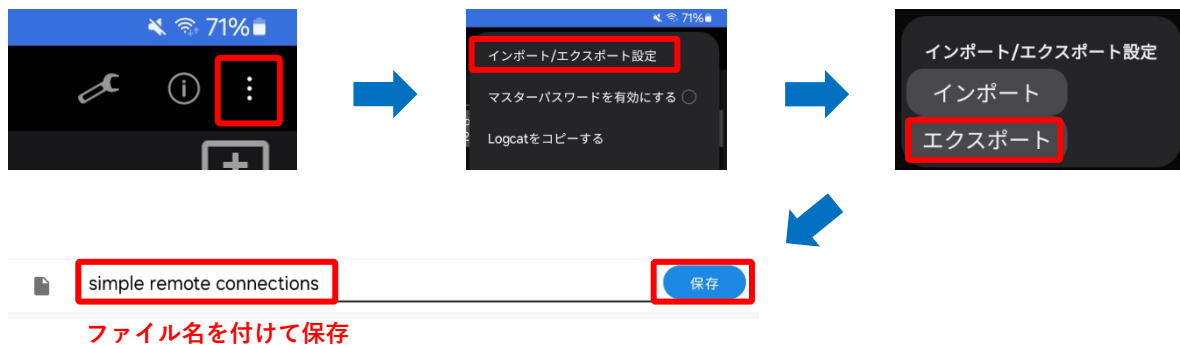 71%
71%
インポート/エクスポート設定
マスターパスワードを有効にする
Logcatをコピーする
インポート/エクスポート設定
インポート
エクスポート
simple remote connections
保存
ファイル名を付けて保存